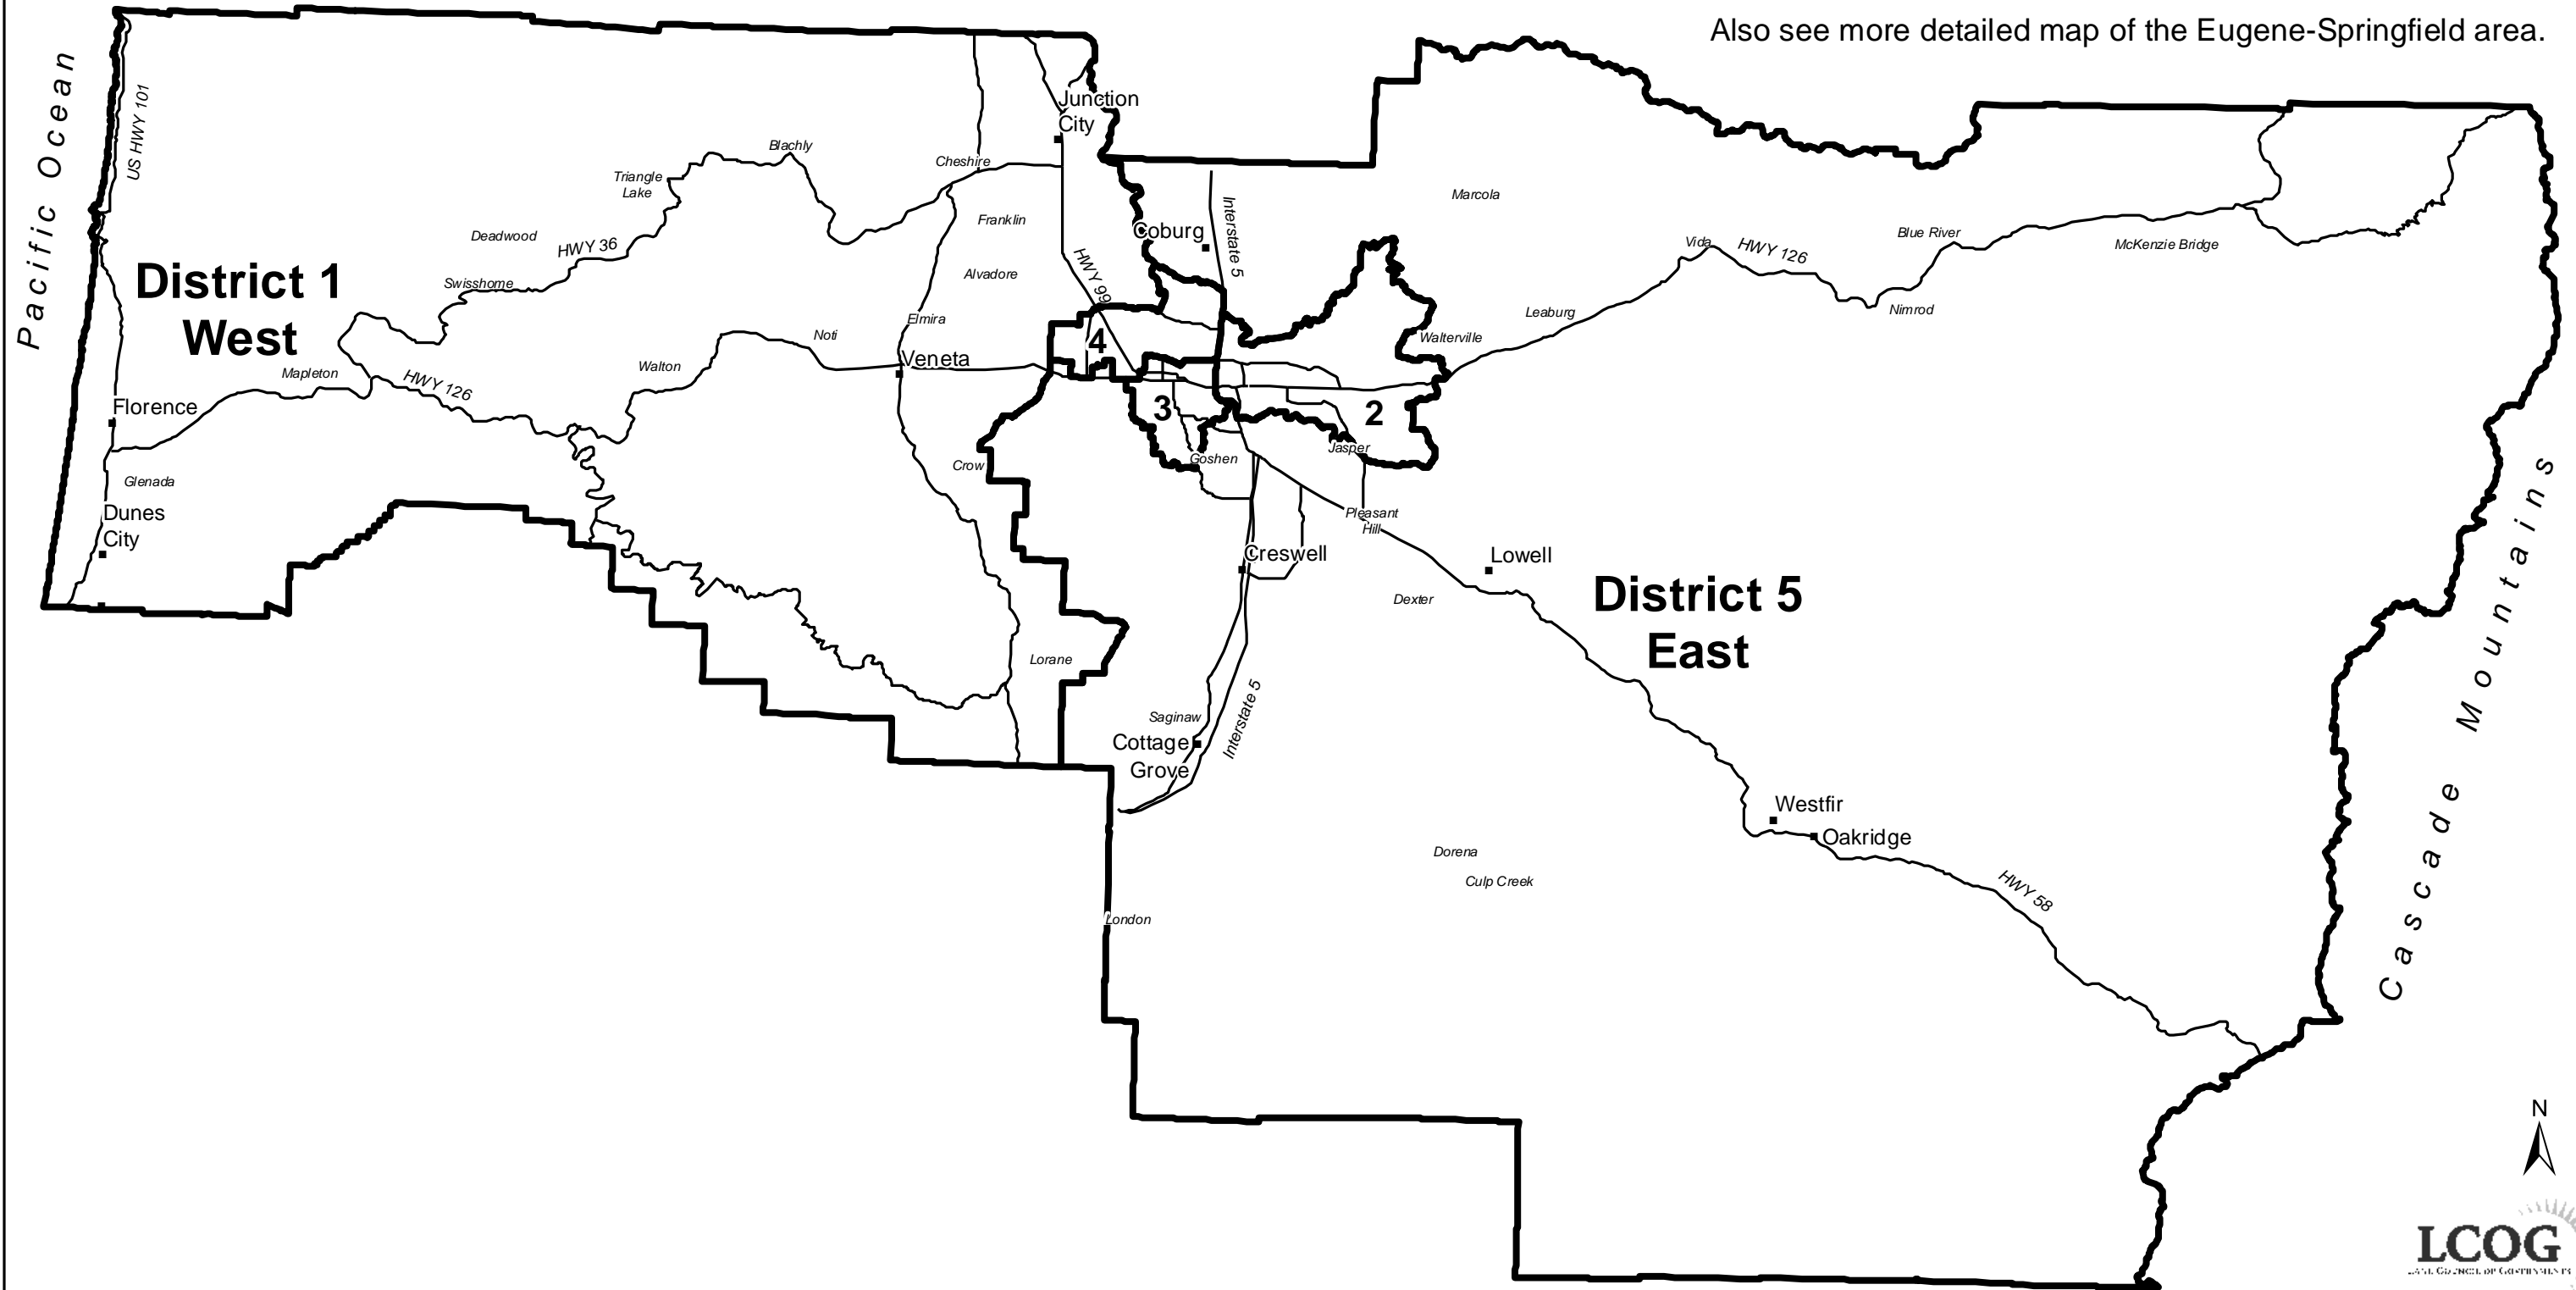 Also see more detailed map of the Eugene-Springfield area.
Pacific Ocean
US HWY 101
Junction
City
Blachly
Cheshire
Triangle
Lake
Marcola
Franklin
Deadwood
HWY 36
Coburg
Interstate 5
Vida
HWY 126
Blue River
McKenzie Bridge
District 1
West
Swisshome
Alvadore
HWY 99
Leaburg
Nimrod
Elmira
Noti
4
Walterville
Veneta
Walton
Mapleton
HWY 126
Florence
3
2
Jasper
Goshen
Crow
Glenada
Dunes
City
Pleasant
Hill
Creswell
Lowell
Dexter
District 5
East
Lorane
Saginaw
Cottage
Grove
Interstate 5
Westfir
Oakridge
Dorena
Culp Creek
HWY 58
London
Cascade Mountains
N
LCOG
LANE COUNCIL OF GOVERNMENTS